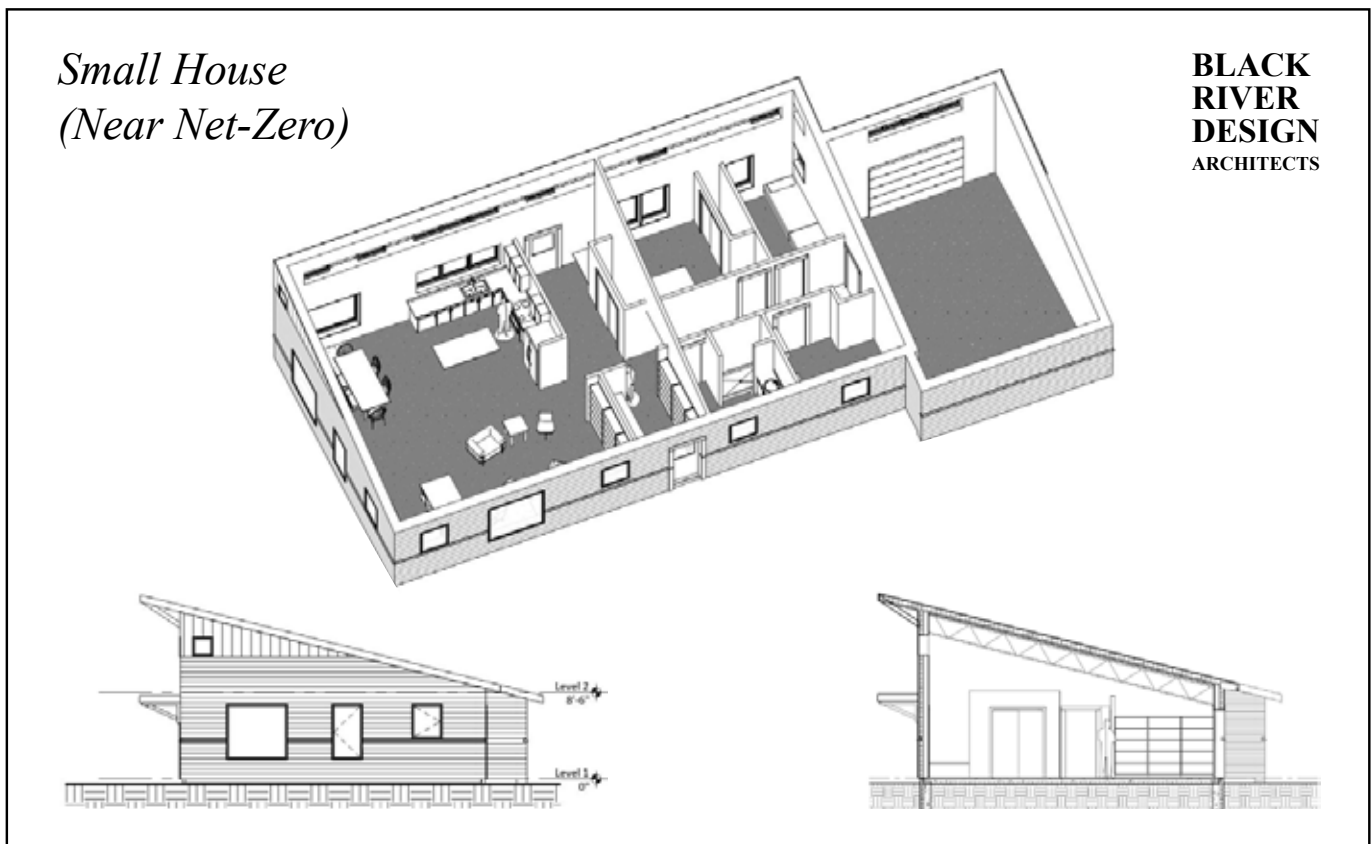 Small House
(Near Net-Zero)
BLACK
RIVER
DESIGN
ARCHITECTS
Level 2
8'-6"
Level 1
0"